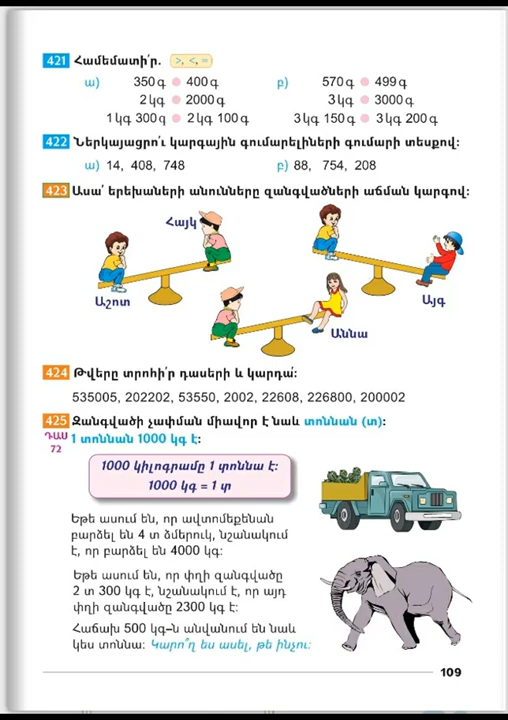 421 Համեմատի՛ր. >, <, =
ա) 350 գ 400 գ բ) 570 գ 499 գ
2 կգ 2000 գ 3 կգ 3000 գ
1 կգ 300 գ 2 կգ 100 գ 3 կգ 150 գ 3 կգ 200 գ
422 Ներկայացրո՛ւ կարգային գումարելիների գումարի տեսքով:
ա) 14, 408, 748 բ) 88, 754, 208
423 Ասա՛ երեխաների անունները զանգվածների աճման կարգով:
Հայկ
Աշոտ
Այգ
Աննա
424 Թվերը տրոհի՛ր դասերի և կարդա՛:
535005, 202202, 53550, 2002, 22608, 226800, 200002
425 Զանգվածի չափման միավոր է նաև տոննան (տ):
ԴԱՍ 72
1 տոննան 1000 կգ է:
1000 կիլոգրամը 1 տոննա է:
1000 կգ = 1 տ
Եթե ասում են, որ ավտոմեքենան
բարձել են 4 տ ձմերուկ, նշանակում
է, որ բարձել են 4000 կգ:
Եթե ասում են, որ փղի զանգվածը
2 տ 300 կգ է, նշանակում է, որ այդ
փղի զանգվածը 2300 կգ է:
Հաճախ 500 կգ–ն անվանում են նաև
կես տոննա: Կարո՞ղ ես ասել, թե ինչու:
109